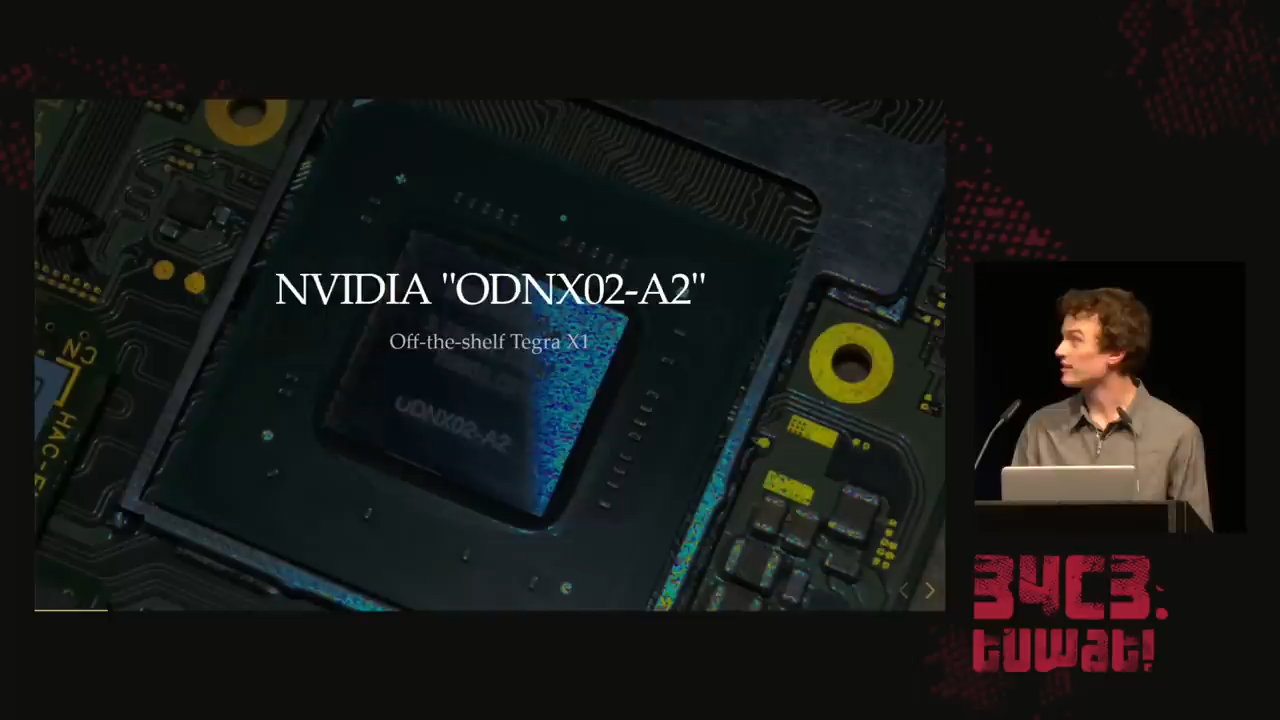 NVIDIA "ODNX02-A2"
Off-the-shelf Tegra X1
ODNX02-A2
HAC-
34C3.
tuwat!